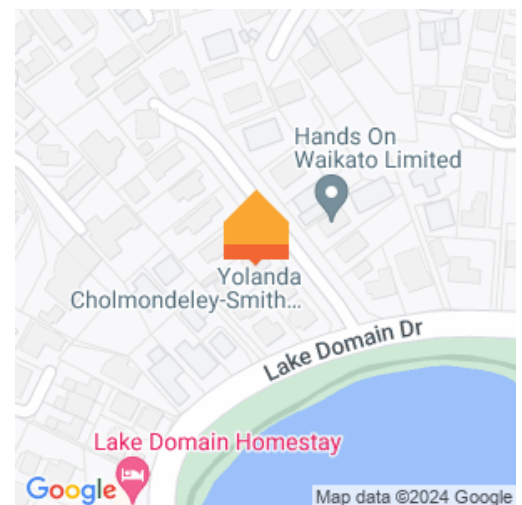 Hands On
Waikato Limited
Yolanda
Cholmondeley-Smith...
Lake Domain Dr
Lake Domain Homestay
Google
Map data ©2024 Google